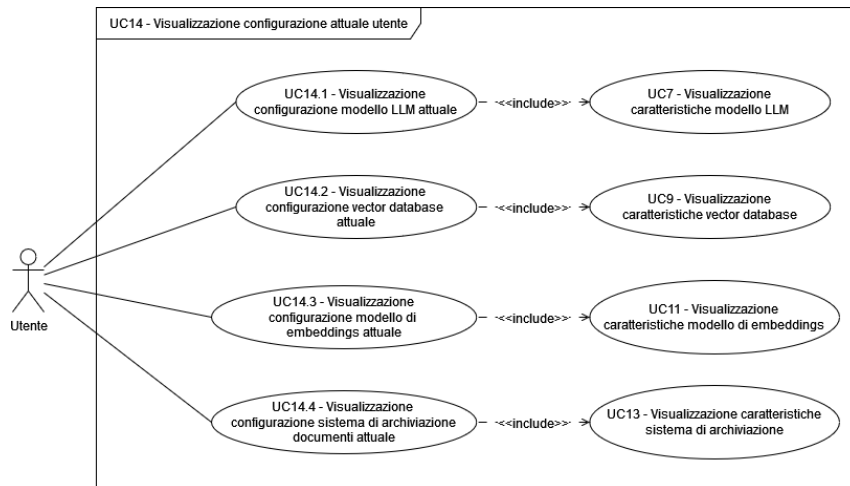 UC14 - Visualizzazione configurazione attuale utente
UC14.1 - Visualizzazione
configurazione modello LLM attuale
<<include>>
UC7 - Visualizzazione
caratteristiche modello LLM
UC14.2 - Visualizzazione
configurazione vector database
attuale
<<include>>
UC9 - Visualizzazione
caratteristiche vector database
UC14.3 - Visualizzazione
configurazione modello di
embeddings attuale
<<include>>
UC11 - Visualizzazione
caratteristiche modello di embeddings
Utente
UC14.4 - Visualizzazione
configurazione sistema di archiviazione
documenti attuale
<<include>>
UC13 - Visualizzazione caratteristiche
sistema di archiviazione